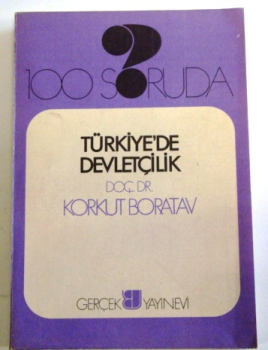 100 SORUDA
?
TÜRKİYE'DE
DEVLETÇİLİK
DOÇ. DR.
KORKUT BORATAV
GERÇEK YAYINEVİ